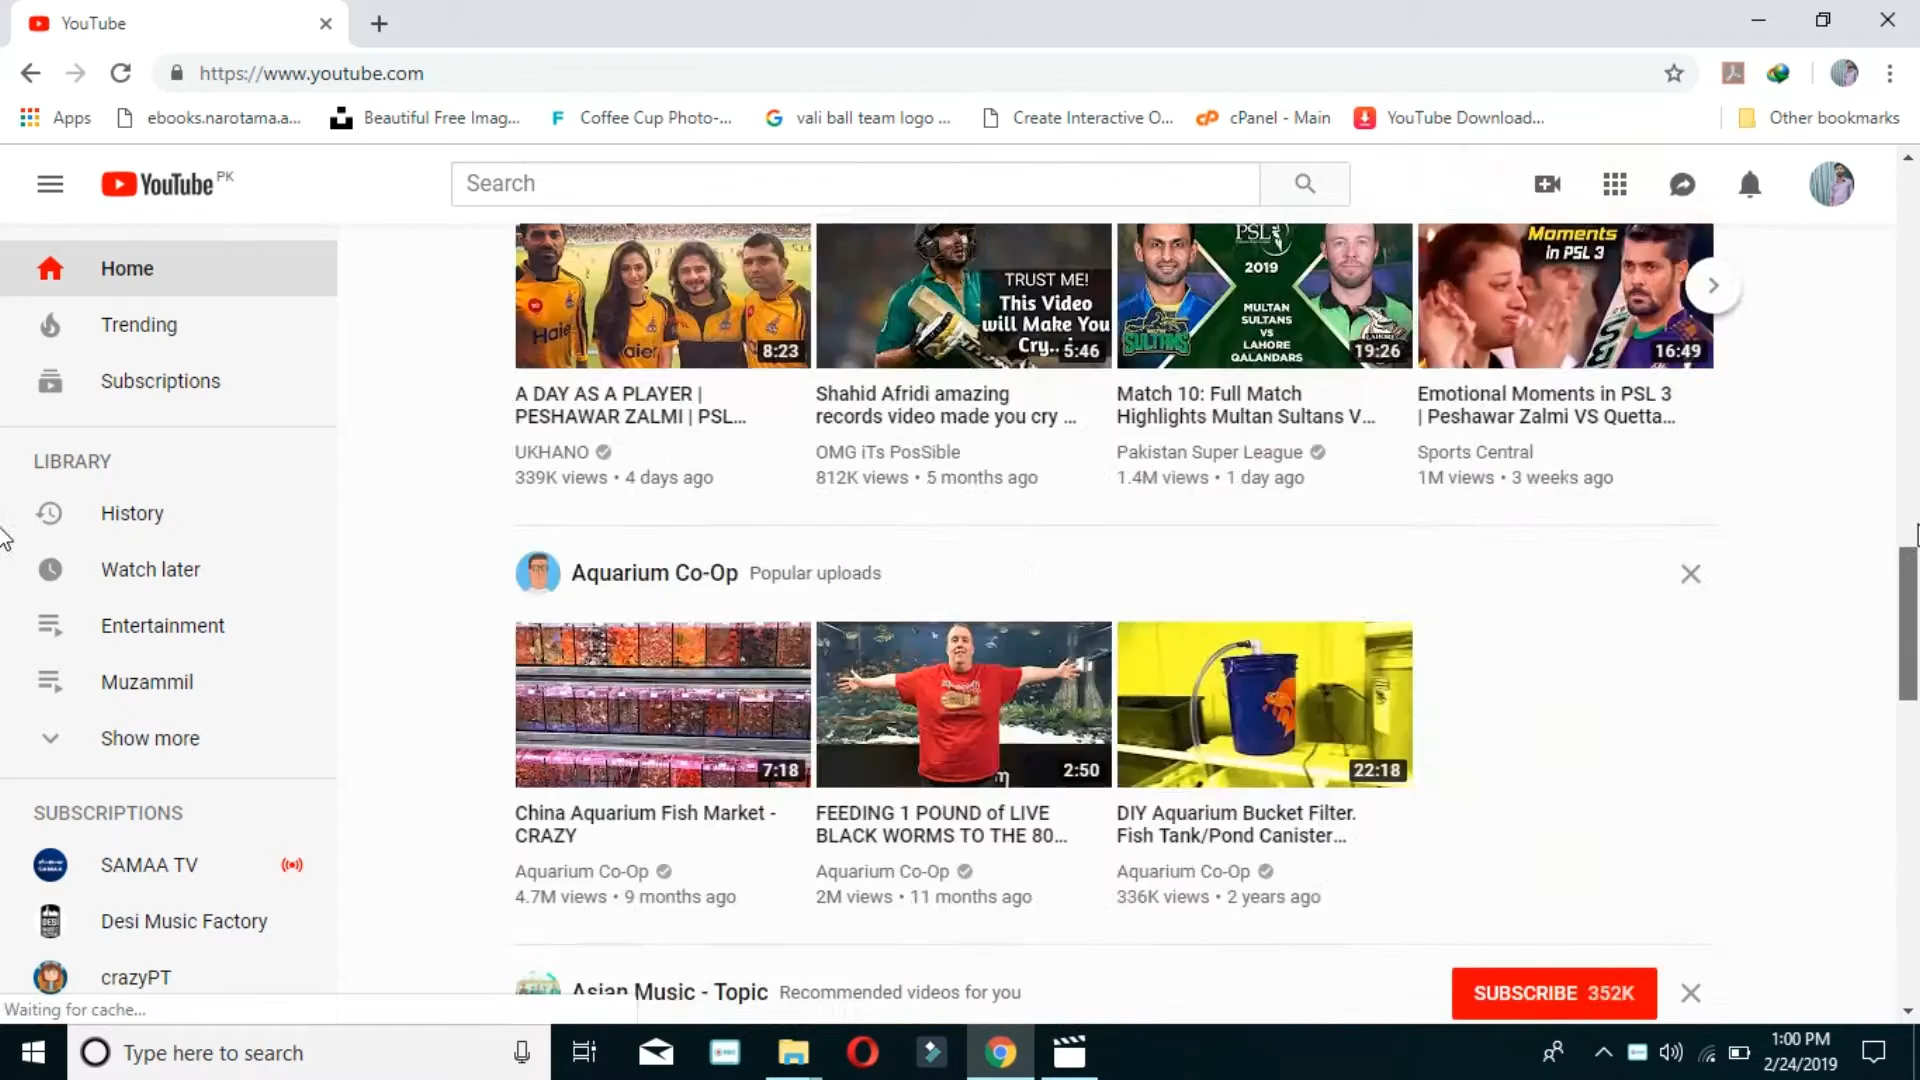 YouTube
https://www.youtube.com
Apps
ebooks.narotama.a...
Beautiful Free Imag...
Coffee Cup Photo-...
vali ball team logo ...
Create Interactive O...
cPanel - Main
YouTube Download...
Other bookmarks
YouTube PK
Search
Home
Trending
Subscriptions
LIBRARY
History
Watch later
Entertainment
Muzammil
Show more
SUBSCRIPTIONS
SAMAA TV
Desi Music Factory
crazyPT
Haier
8:23
A DAY AS A PLAYER |
PESHAWAR ZALMI | PSL...
UKHANO
339K views • 4 days ago
TRUST ME!
This Video
will Make You
Cry..
5:46
Shahid Afridi amazing
records video made you cry ...
OMG iTs PosSible
812K views • 5 months ago
PSL
2019
MULTAN
SULTANS
VS
LAHORE
QALANDARS
SULTANS
19:26
Match 10: Full Match
Highlights Multan Sultans V...
Pakistan Super League
1.4M views • 1 day ago
Moments
in PSL 3
16:49
Emotional Moments in PSL 3
| Peshawar Zalmi VS Quetta...
Sports Central
1M views • 3 weeks ago
Aquarium Co-Op Popular uploads
7:18
China Aquarium Fish Market -
CRAZY
Aquarium Co-Op
4.7M views • 9 months ago
2:50
FEEDING 1 POUND of LIVE
BLACK WORMS TO THE 80...
Aquarium Co-Op
2M views • 11 months ago
22:18
DIY Aquarium Bucket Filter.
Fish Tank/Pond Canister...
Aquarium Co-Op
336K views • 2 years ago
Asian Music - Topic Recommended videos for you
SUBSCRIBE 352K
Waiting for cache...
Type here to search
1:00 PM
2/24/2019